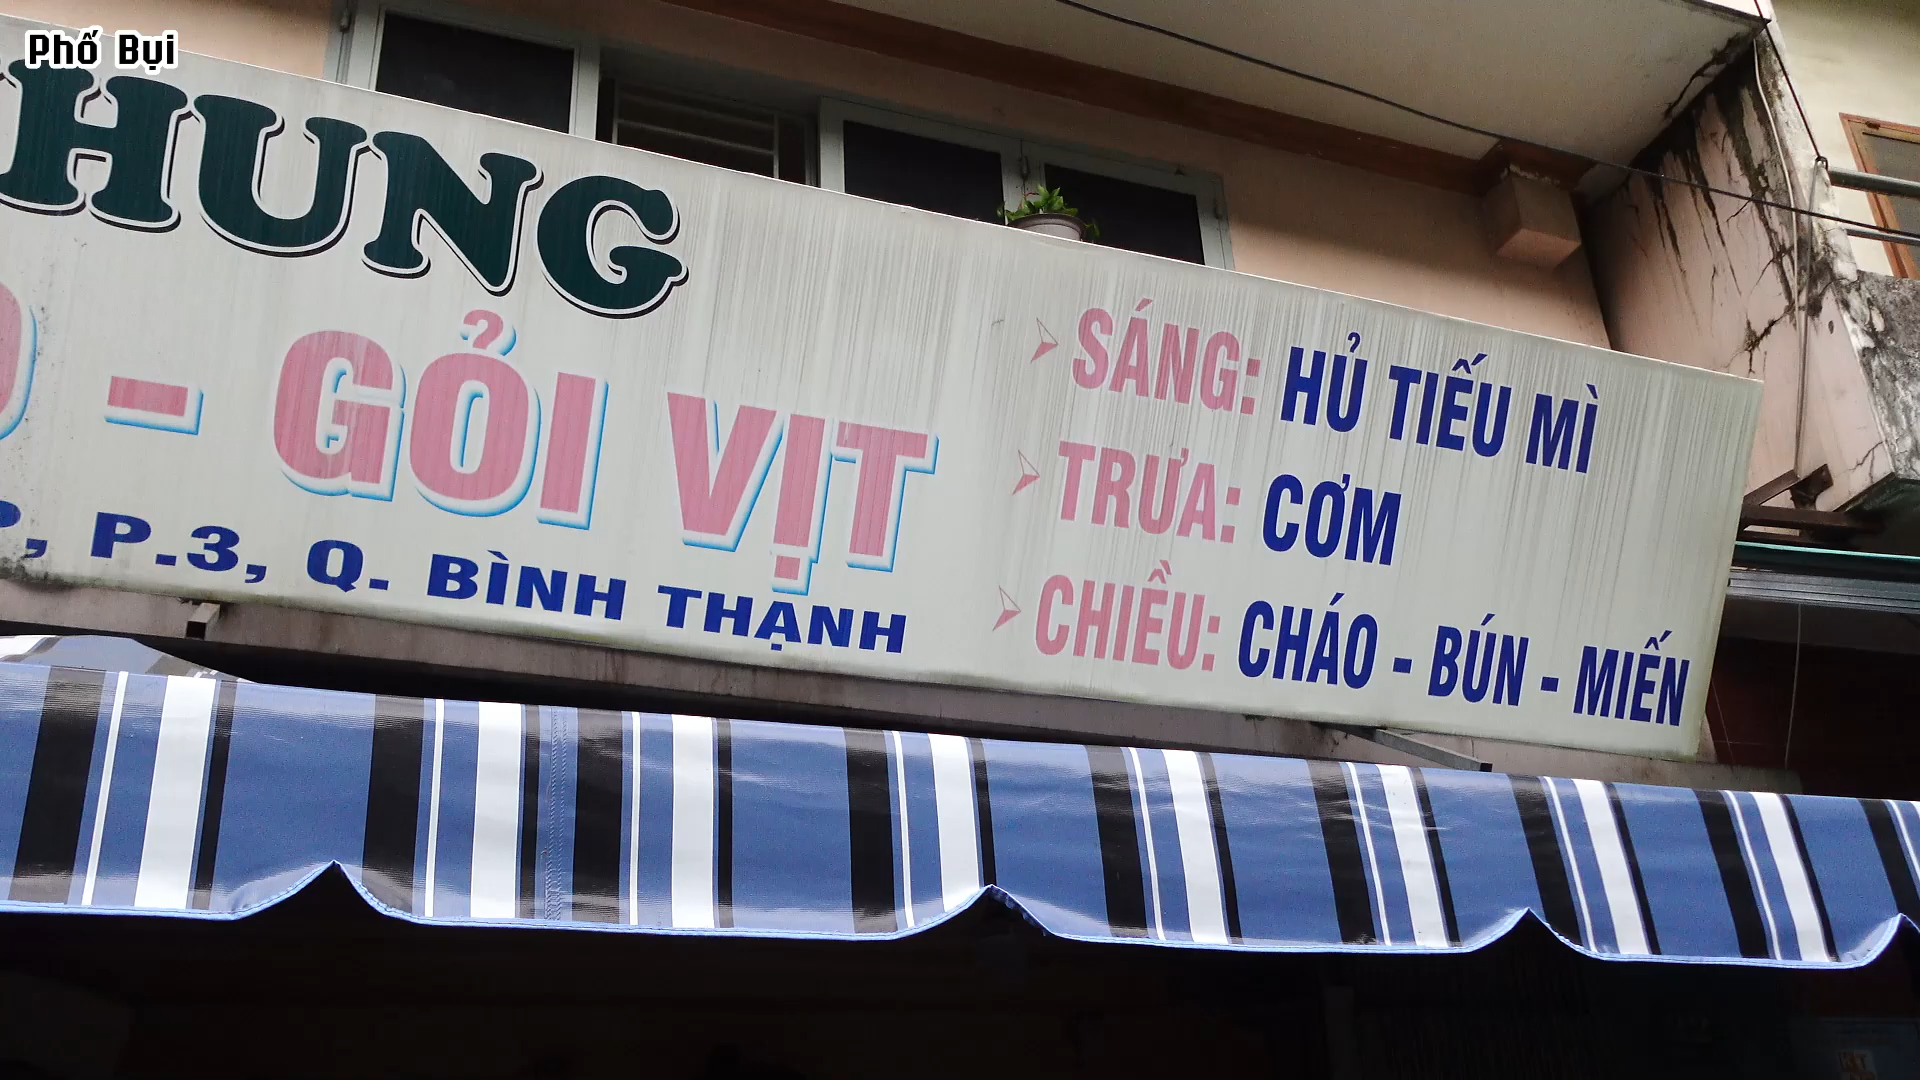 Phố Bụi
HUNG
- GỎI VỊT
P.3, Q. BÌNH THẠNH
SÁNG: HỦ TIẾU MÌ
TRƯA: CƠM
CHIỀU: CHÁO - BÚN - MIẾN